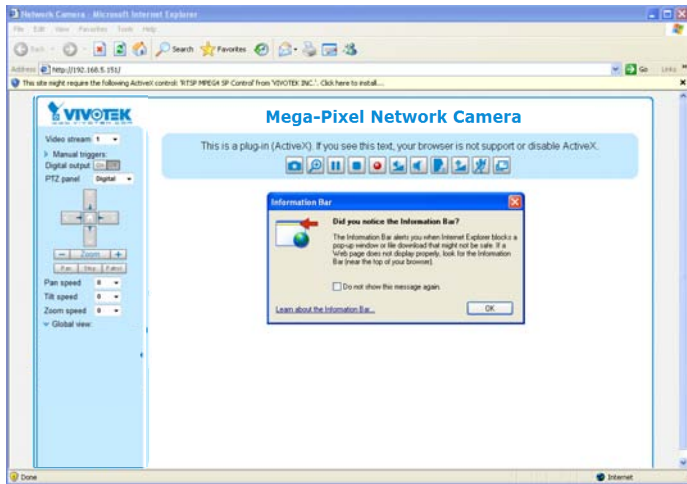 Network Camera - Microsoft Internet Explorer
File Edit View Favorites Tools Help
Back Search Favorites
Address http://192.168.5.151/ Go Links
This site might require the following ActiveX control: 'RTSP MPEG4 SP Control' from 'VIVOTEK INC.'. Click here to install....
VIVOTEK
WWW.VIVOTEK.COM
Mega-Pixel Network Camera
Video stream 1
This is a plug-in (ActiveX). If you see this text, your browser is not support or disable ActiveX.
Manual triggers:
Digital output
PTZ panel Digital
Zoom
Pan Stop Patrol
Pan speed 0
Tilt speed 0
Zoom speed 0
Global view:
Information Bar
Did you notice the Information Bar?
The Information Bar alerts you when Internet Explorer blocks a
pop-up window or file download that might not be safe. If a
Web page does not display properly, look for the Information
Bar (near the top of your browser).
Do not show this message again.
Learn about the Information Bar...
OK
Done
Internet